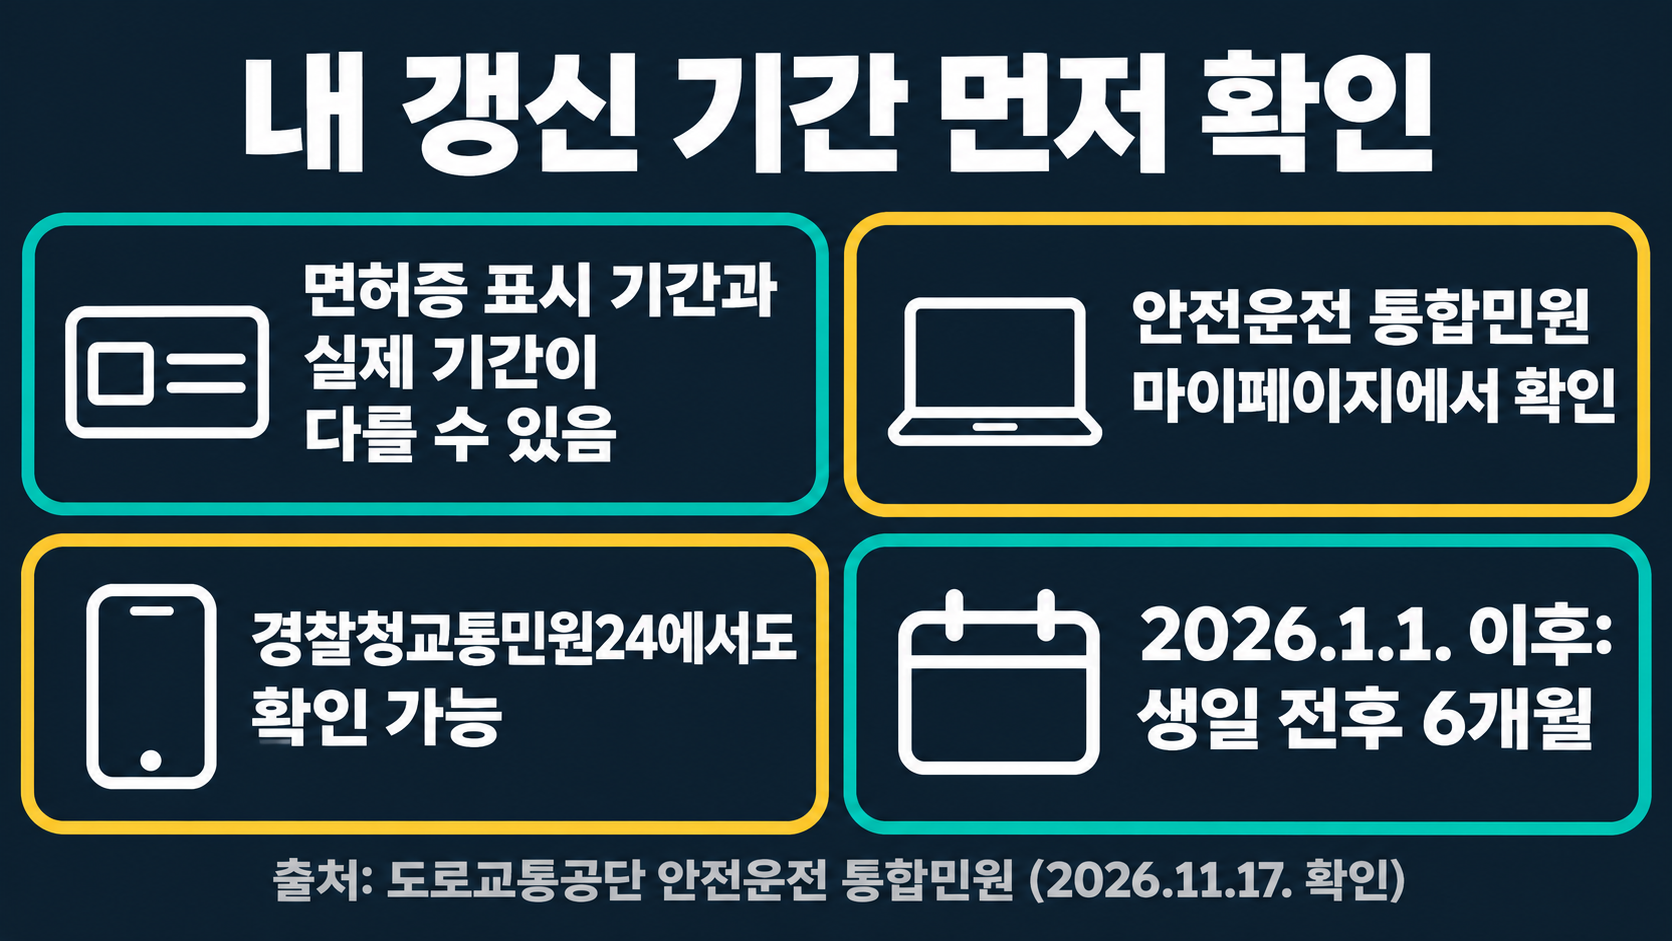 내 갱신 기간 먼저 확인
면허증 표시 기간과
실제 기간이
다를 수 있음
안전운전 통합민원
마이페이지에서 확인
경찰청교통민원24에서도
확인 가능
2026.1.1. 이후:
생일 전후 6개월
출처: 도로교통공단 안전운전 통합민원 (2026.11.17. 확인)